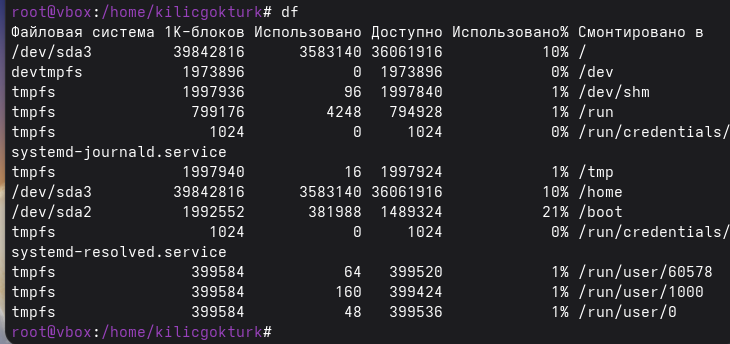 root@vbox:/home/kilicgokturk# df
Файловая система 1K-блоков Использовано Доступно Использовано% Смонтировано в
/dev/sda3 39842816 3583140 36061916 10% /
devtmpfs 1973896 0 1973896 0% /dev
tmpfs 1997936 96 1997840 1% /dev/shm
tmpfs 799176 4248 794928 1% /run
tmpfs 1024 0 1024 0% /run/credentials/
systemd-journald.service
tmpfs 1997940 16 1997924 1% /tmp
/dev/sda3 39842816 3583140 36061916 10% /home
/dev/sda2 1992552 381988 1489324 21% /boot
tmpfs 1024 0 1024 0% /run/credentials/
systemd-resolved.service
tmpfs 399584 64 399520 1% /run/user/60578
tmpfs 399584 160 399424 1% /run/user/1000
tmpfs 399584 48 399536 1% /run/user/0
root@vbox:/home/kilicgokturk#